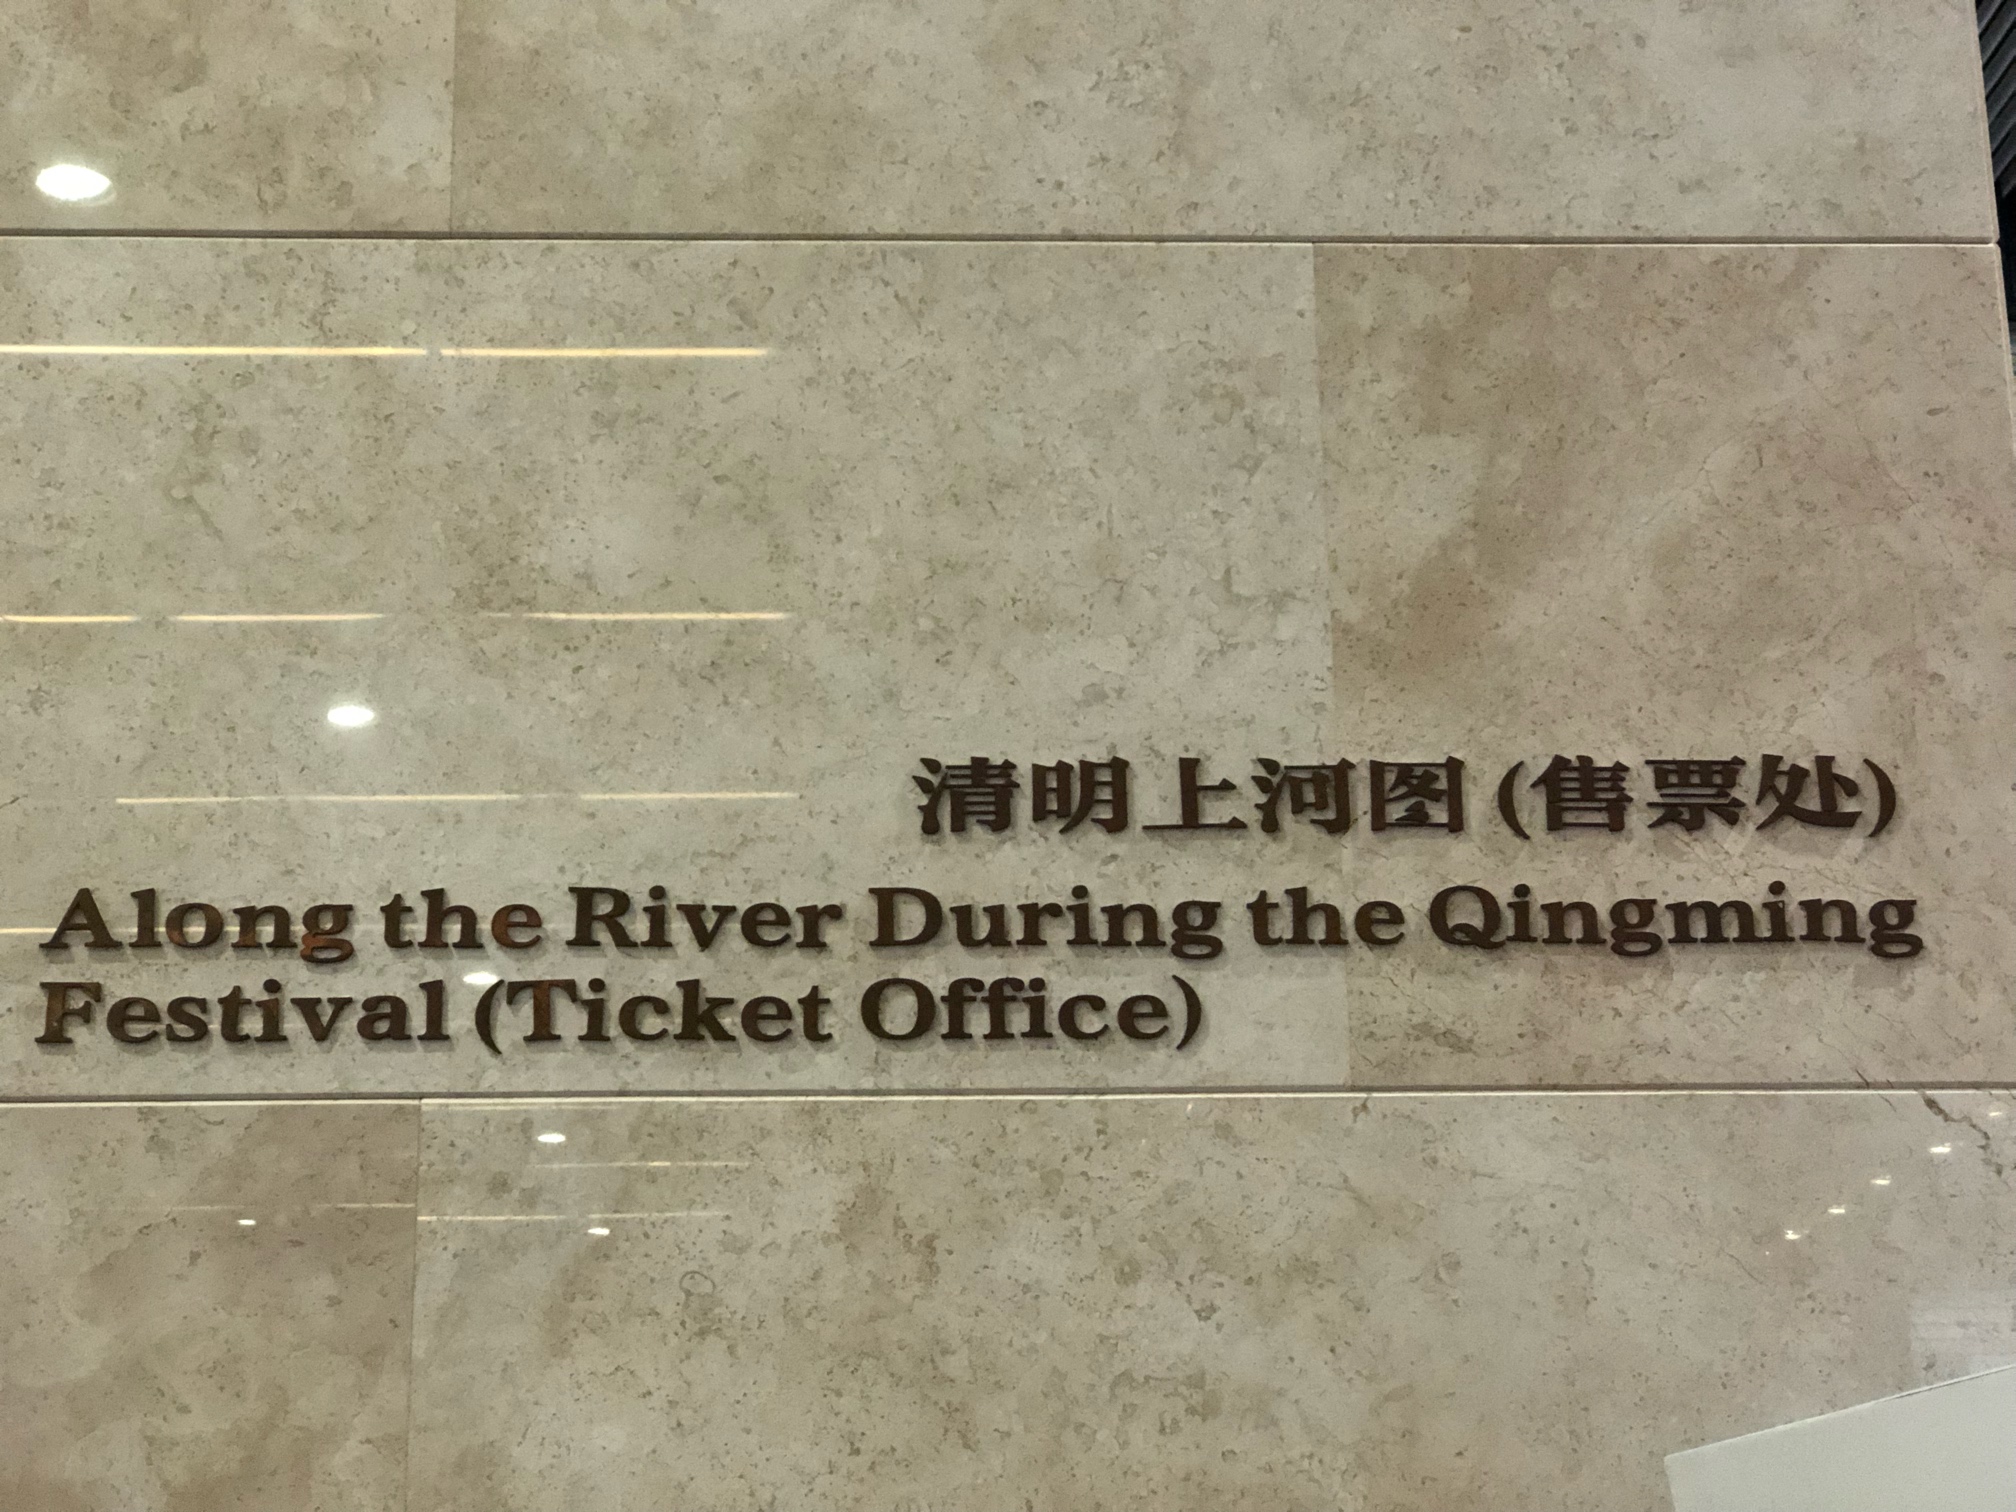 清明上河图(售票处)
Along the River During the Qingming
Festival (Ticket Office)